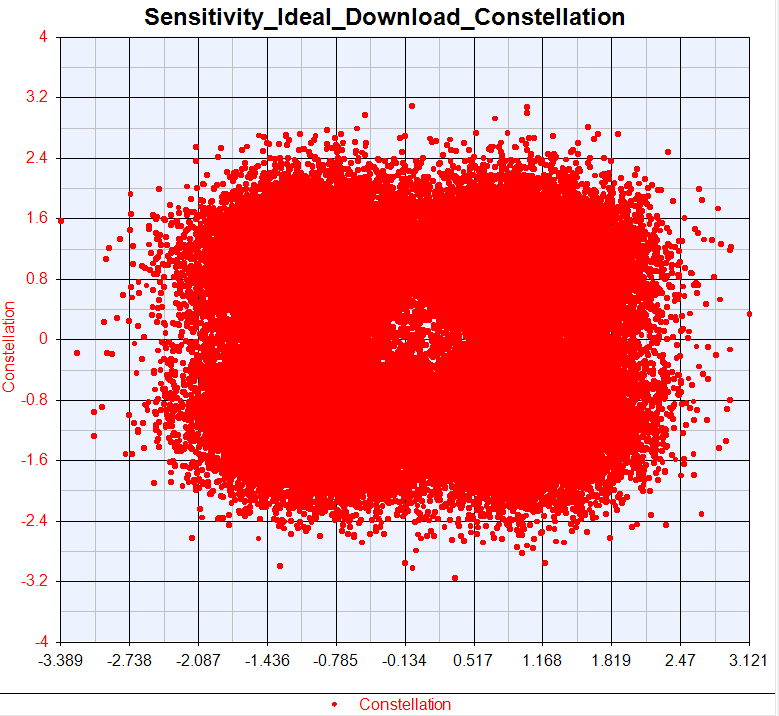 Sensitivity_Ideal_Download_Constellation
4
3.2
2.4
1.6
0.8
0
-0.8
-1.6
-2.4
-3.2
-4
Constellation
-3.389 -2.738 -2.087 -1.436 -0.785 -0.134 0.517 1.168 1.819 2.47 3.121
Constellation